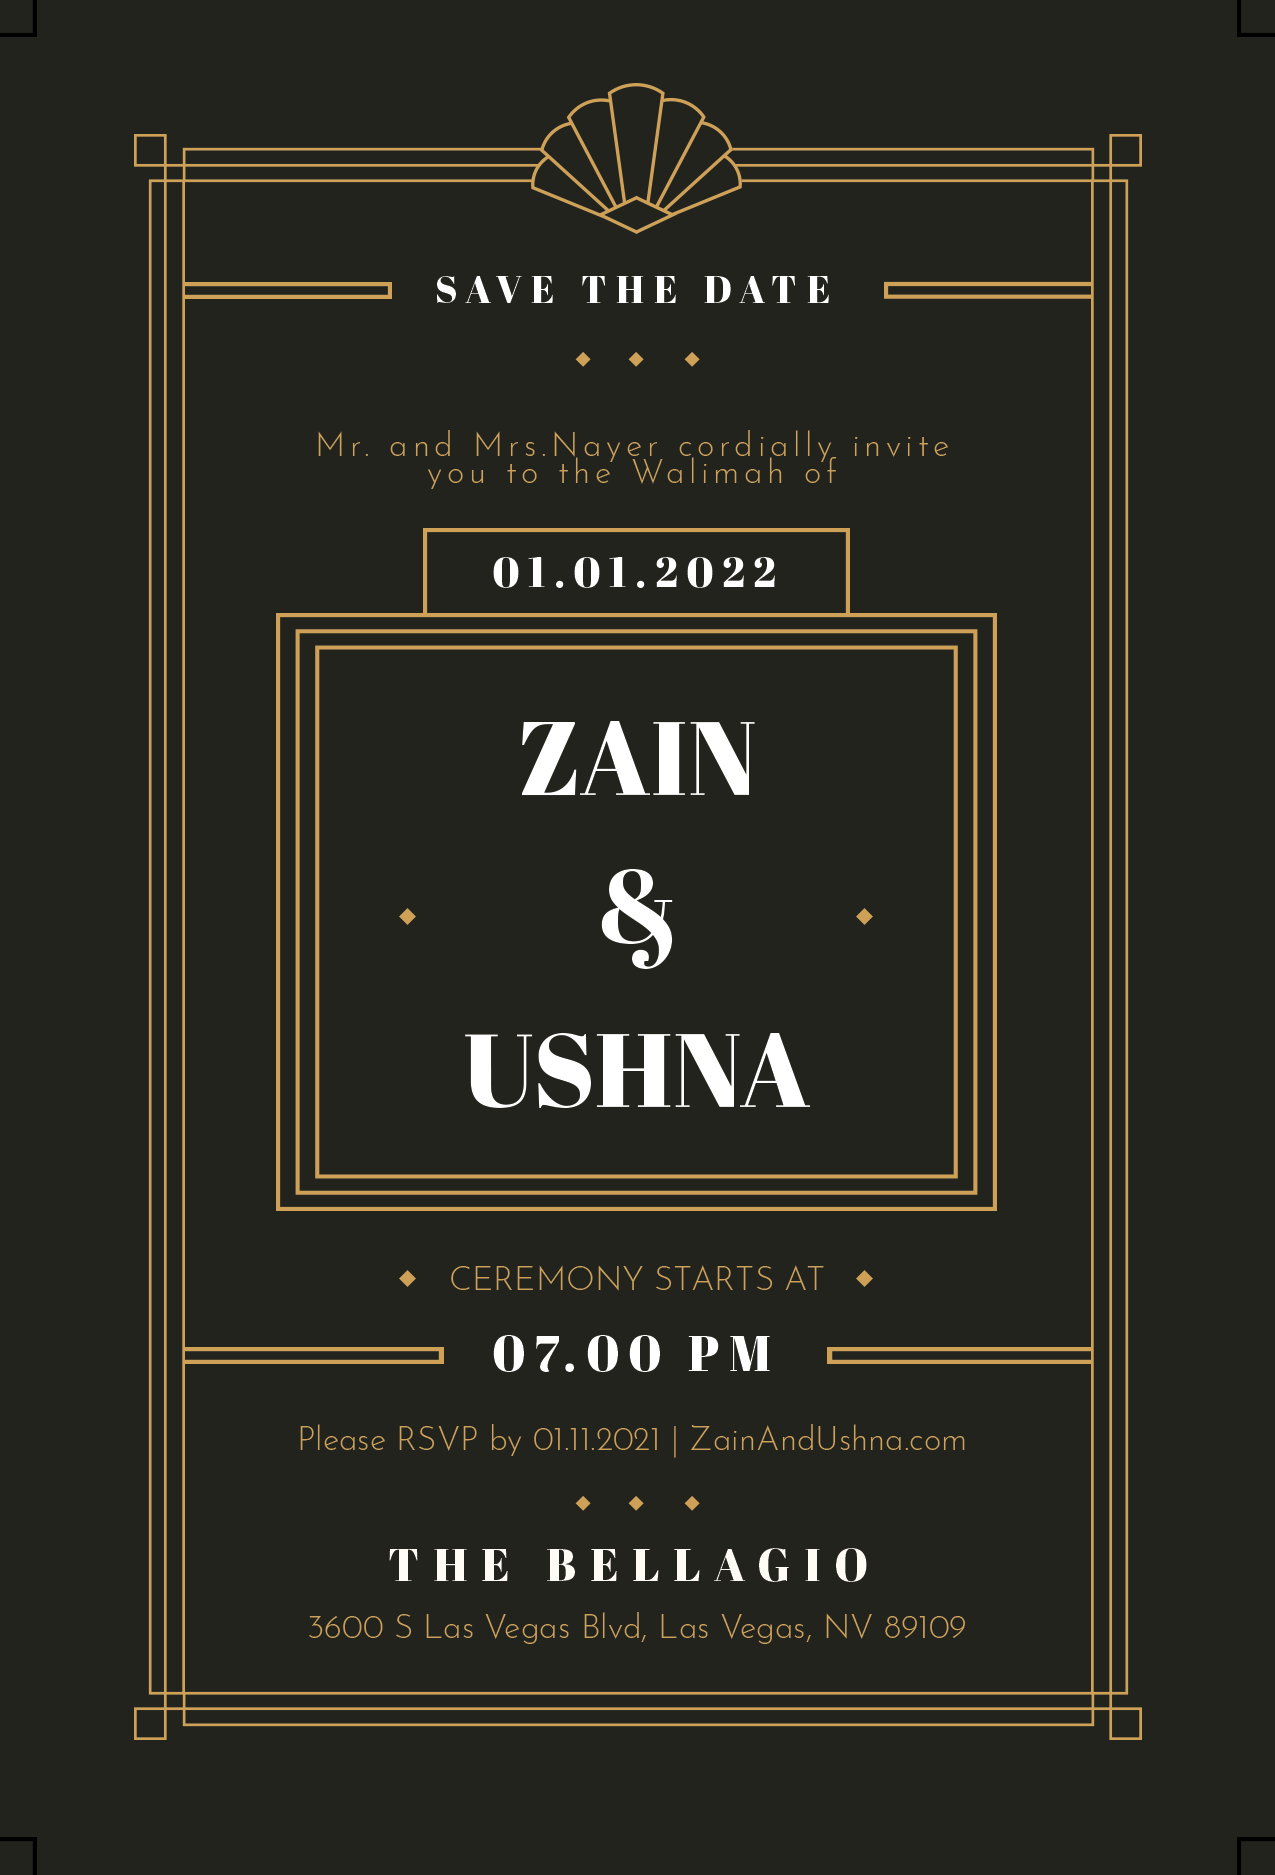 SAVE THE DATE
Mr. and Mrs.Nayer cordially invite
you to the Walimah of
01.01.2022
ZAIN
&
USHNA
CEREMONY STARTS AT
07.00 PM
Please RSVP by 01.11.2021 | ZainAndUshna.com
THE BELLAGIO
3600 S Las Vegas Blvd, Las Vegas, NV 89109